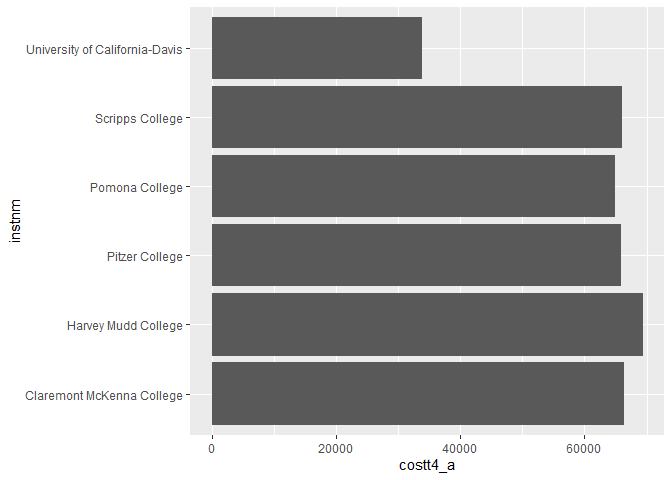 University of California-Davis
Scripps College
Pomona College
Pitzer College
Harvey Mudd College
Claremont McKenna College
instnm
0 20000 40000 60000
costt4_a